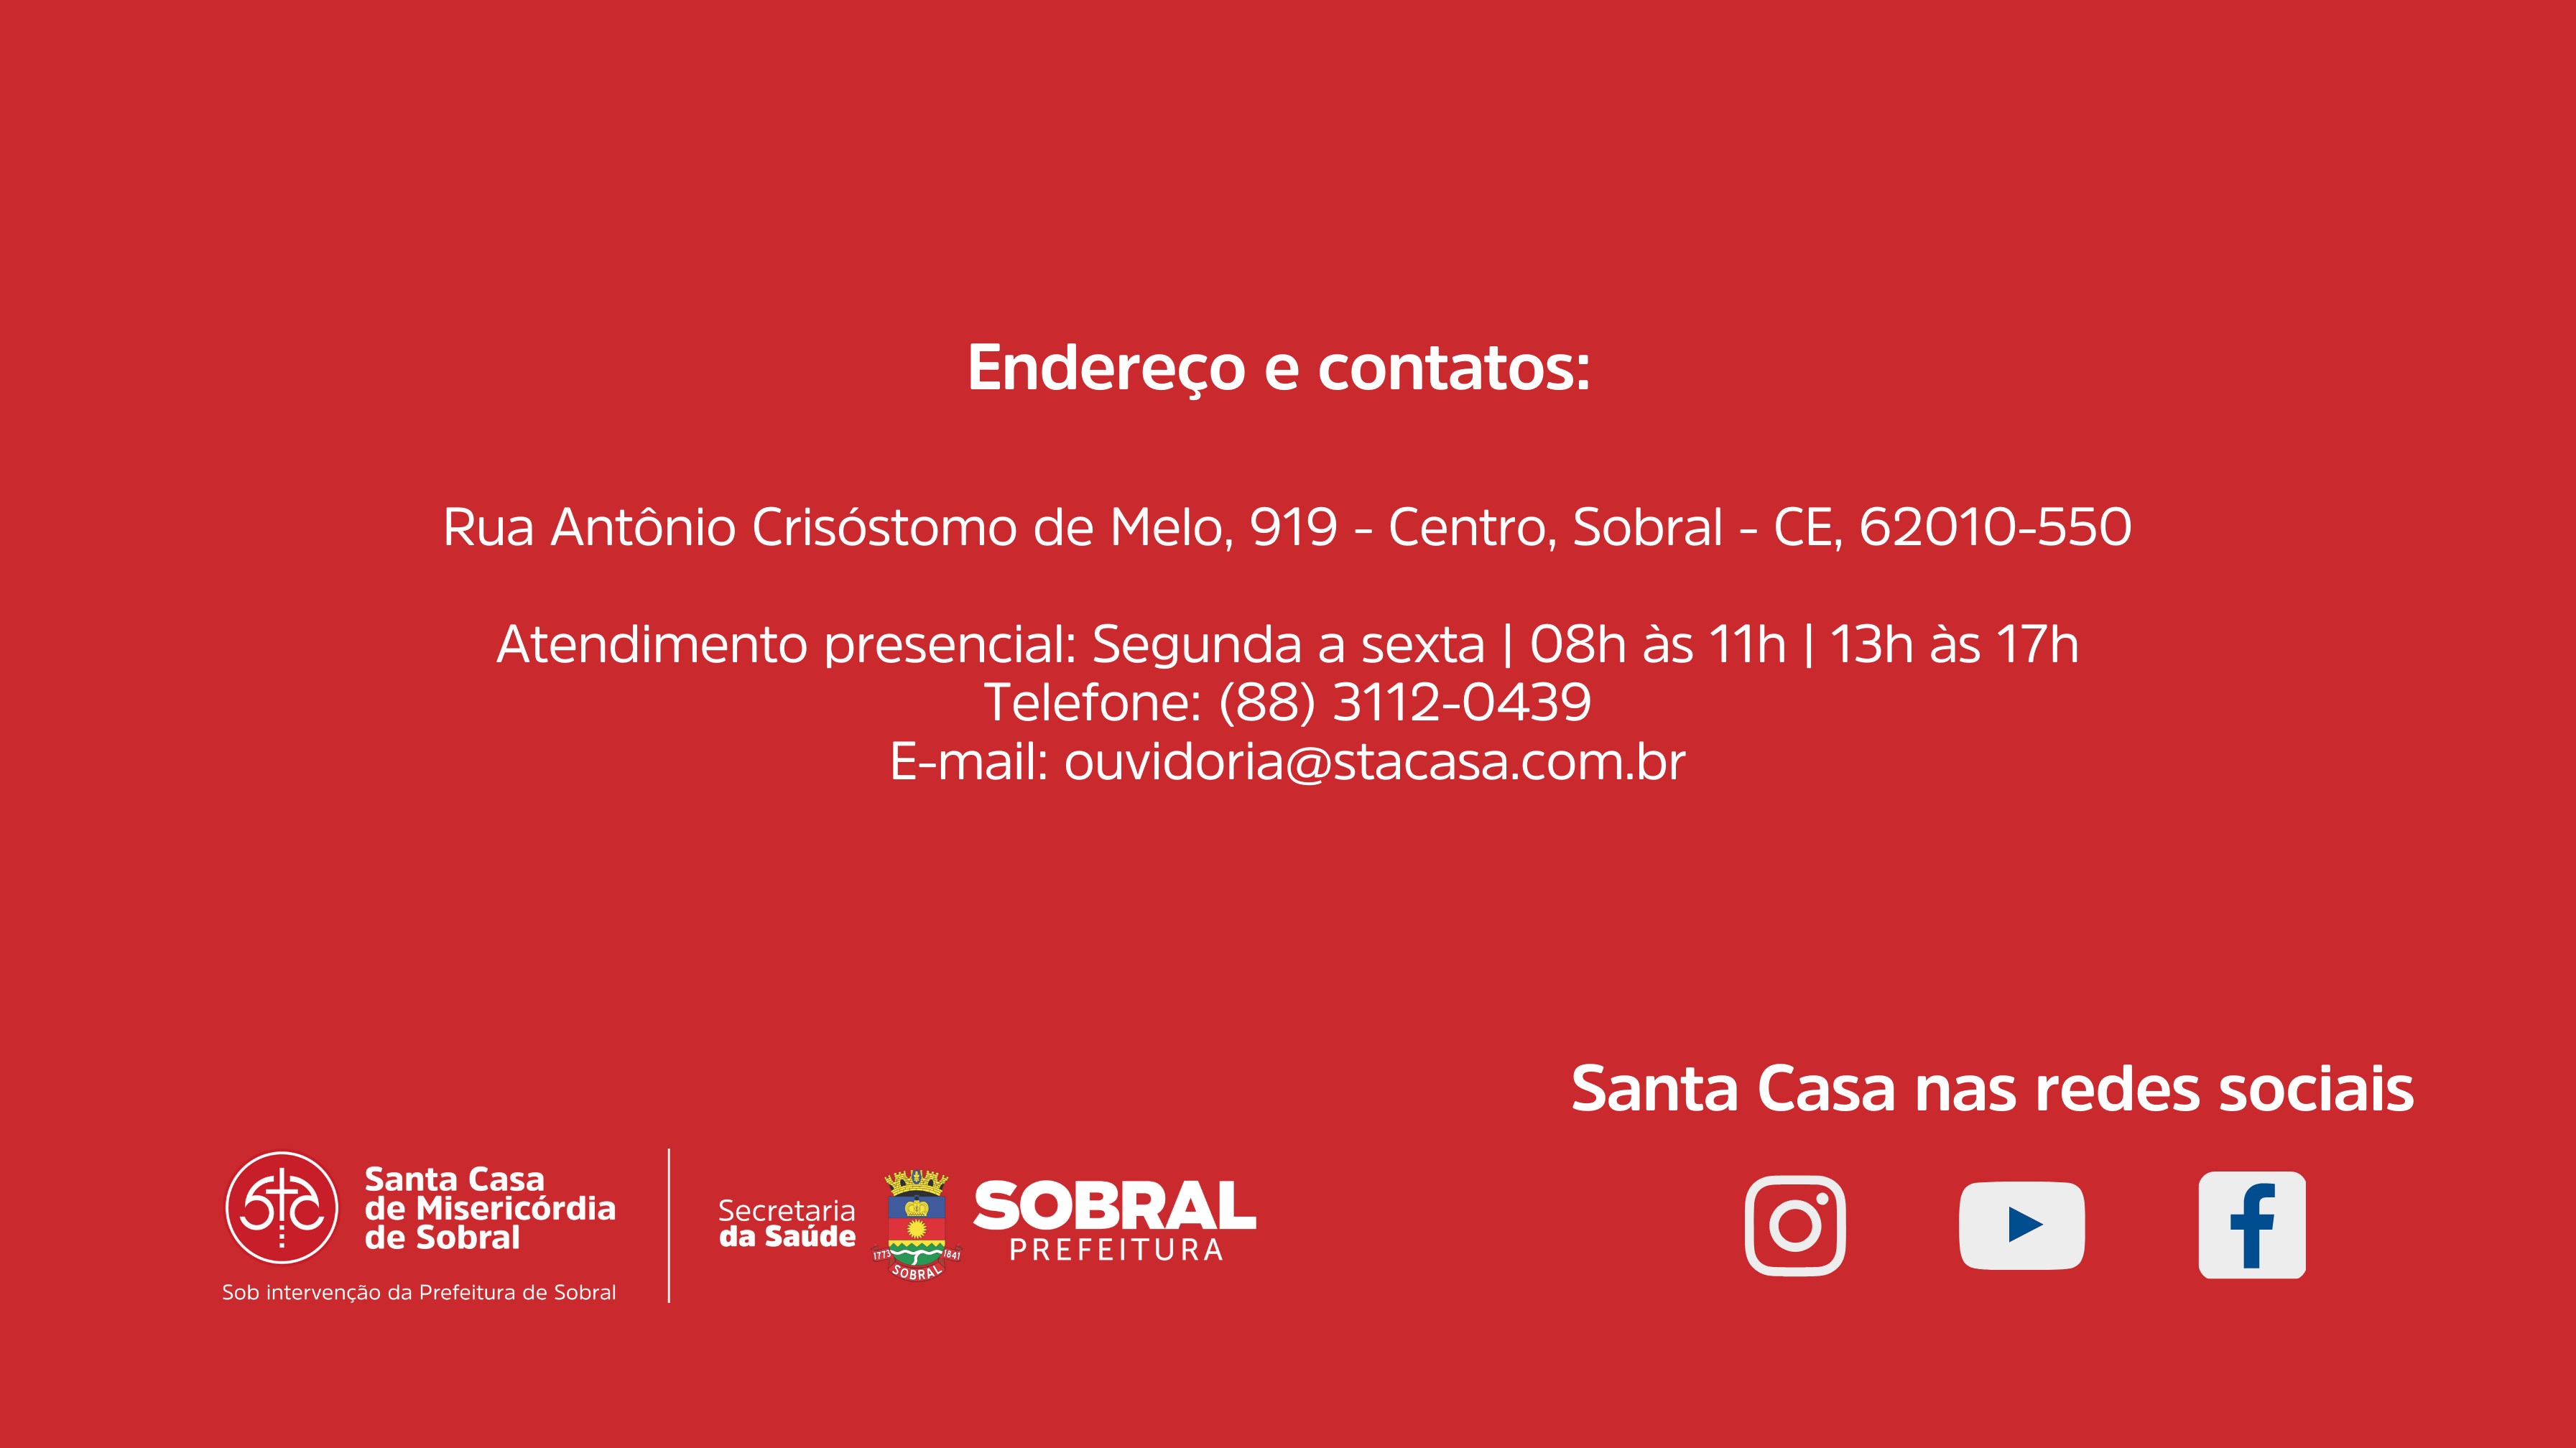 Endereço e contatos:
Rua Antônio Crisóstomo de Melo, 919 - Centro, Sobral - CE, 62010-550
Atendimento presencial: Segunda a sexta | 08h às 11h | 13h às 17h
Telefone: (88) 3112-0439
E-mail: ouvidoria@stacasa.com.br
Santa Casa nas redes sociais
Santa Casa
de Misericórdia
de Sobral
Sob intervenção da Prefeitura de Sobral
Secretaria
da Saúde
1773 1841
SOBRAL
SOBRAL
PREFEITURA